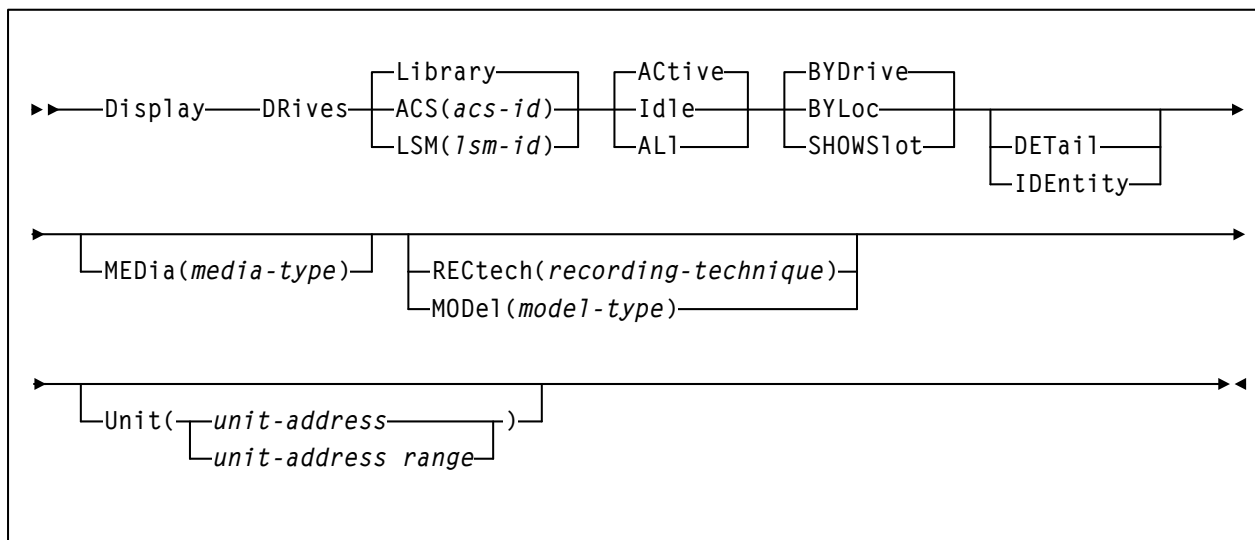 Library ACtive BYDrive
Display DRives ACS(acs-id) Idle BYLoc
LSM(lsm-id) ALl SHOWSlot DETail
IDEntity
MEDia(media-type) RECtech(recording-technique)
MODel(model-type)
Unit( unit-address )
unit-address range